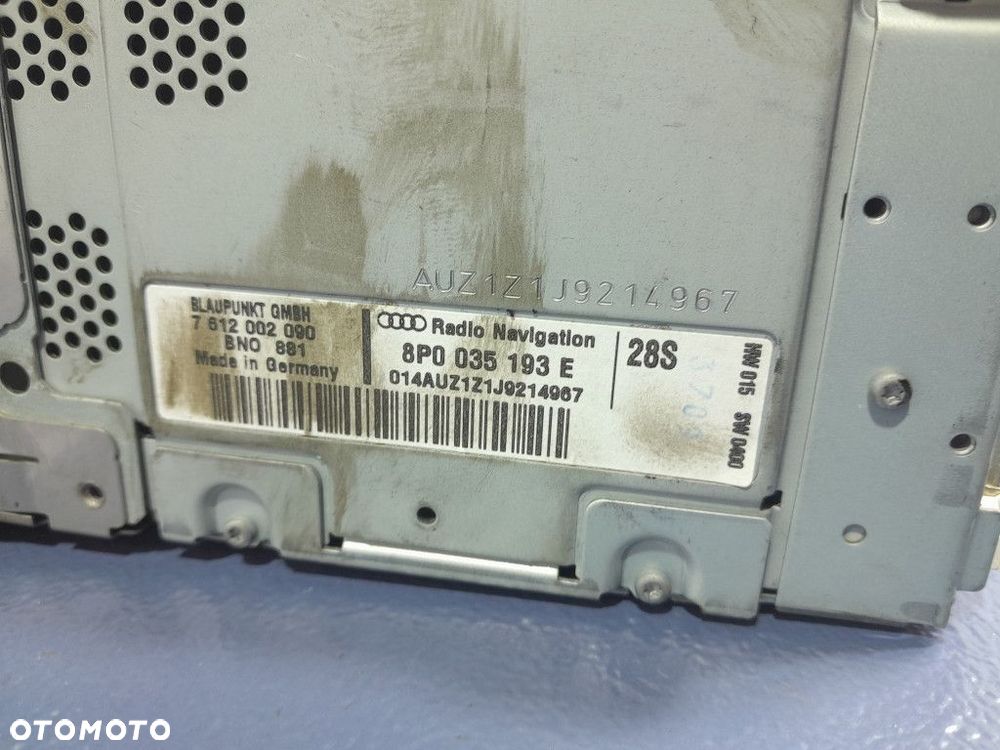 AUZ1Z1J9214967
BLAUPUNKT GMBH
7 612 002 090
BNO 881
Made in Germany
Radio Navigation
8P0 035 193 E
014AUZ1Z1J9214967
28S
HW 015 SW 0400
OTOMOTO